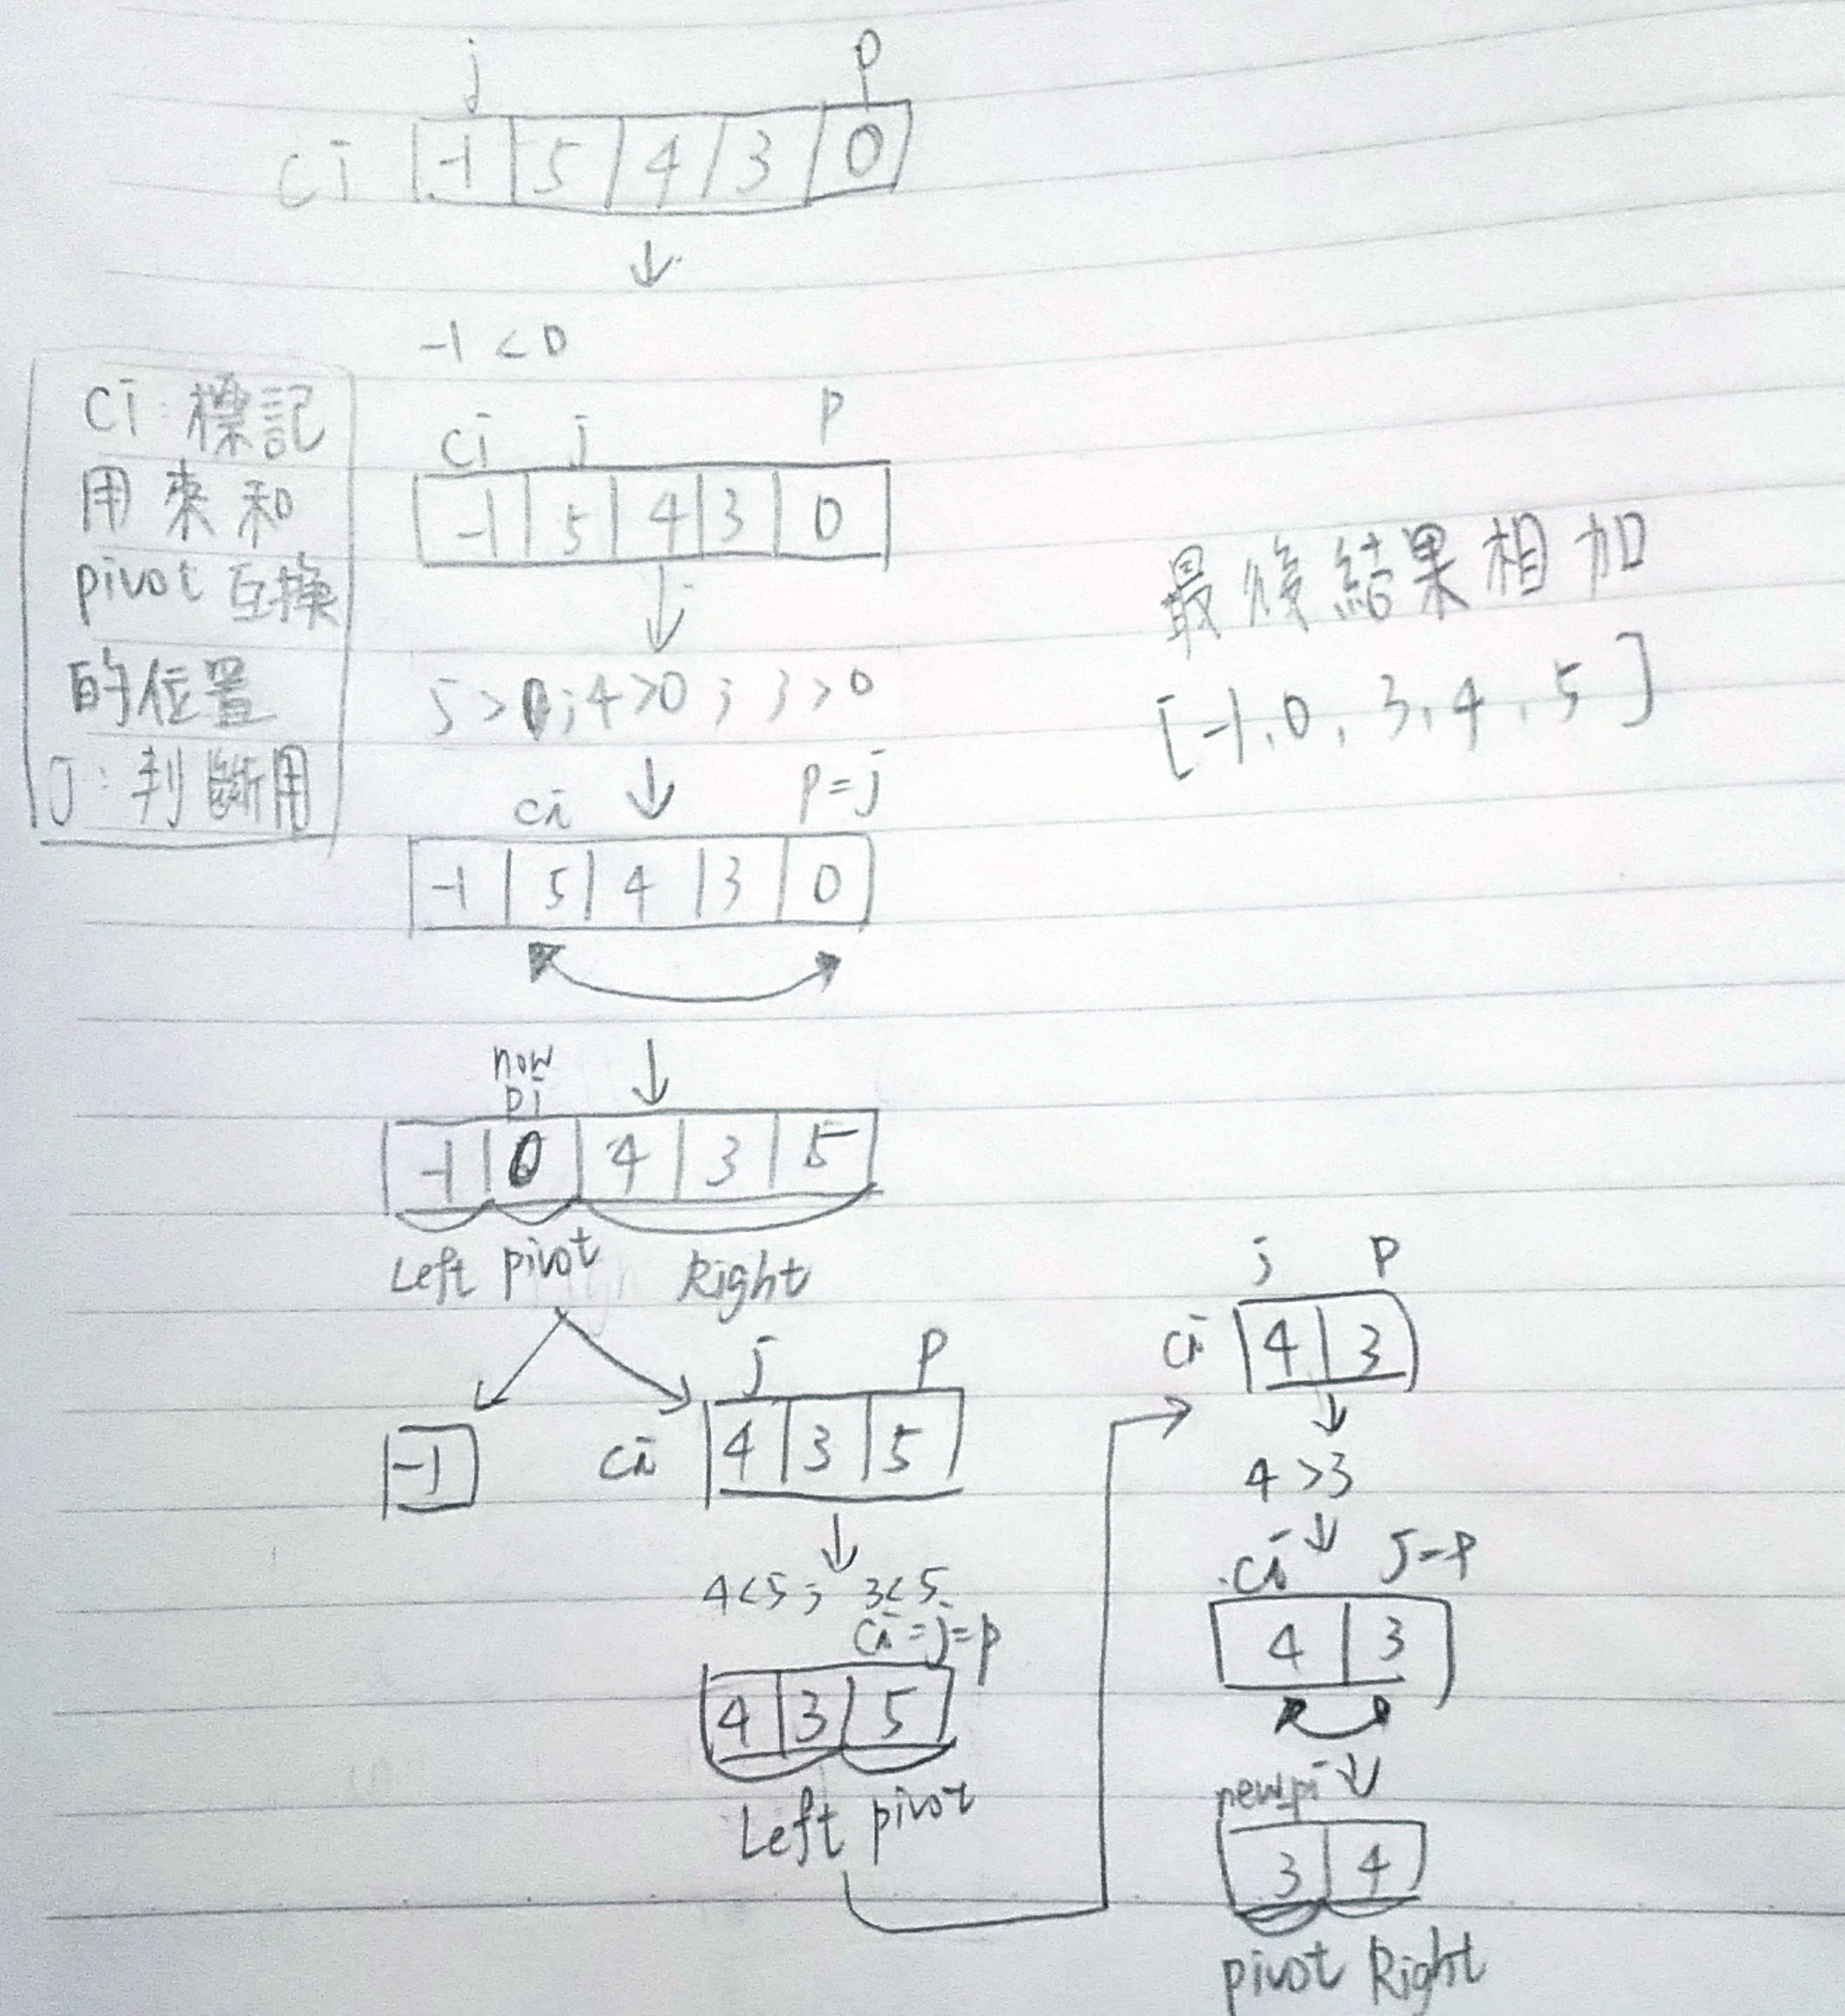 j P
ci -1 5 4 3 0
-1 < 0
ci j P
-1 5 4 3 0
5 > 0 ; 4 > 0 ; 3 > 0
ci P = j
-1 5 4 3 0
now
pi
-1 0 4 3 5
Left pivot Right
-1
j P
ci 4 3 5
4 < 5 ; 3 < 5
ci = j = p
4 3 5
Left pivot
j P
ci 4 3
4 > 3
ci j = P
4 3
new pi
3 4
pivot Right
ci : 標記
用來和
pivot 互換
的位置
J : 判斷用
最後結果相加
[ -1, 0, 3, 4, 5 ]